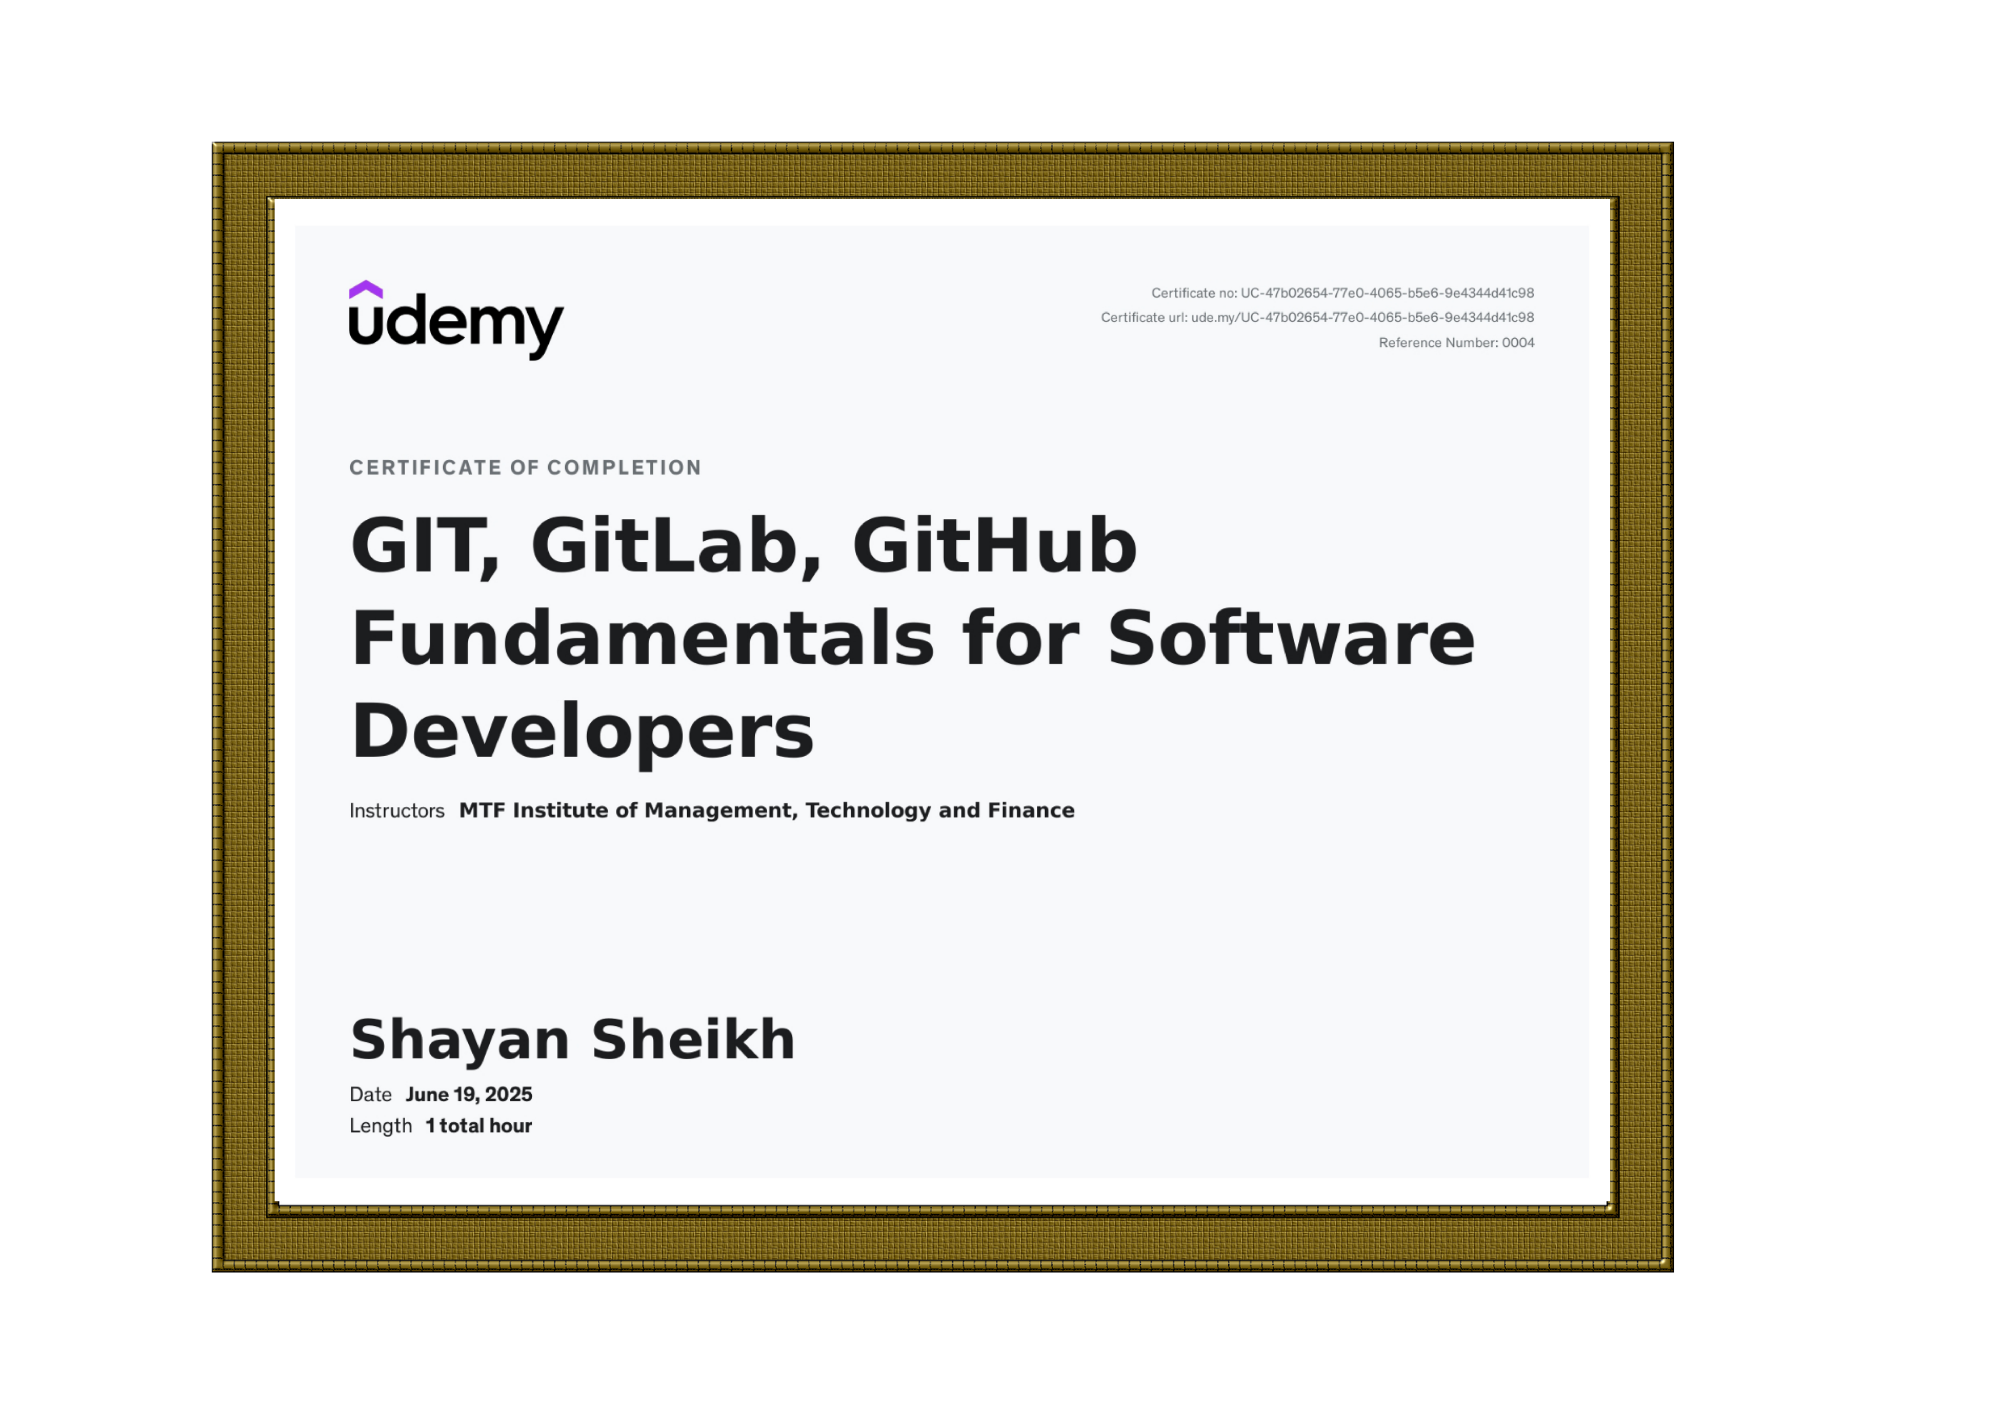 udemy
Certificate no: UC-47b02654-77e0-4065-b5e6-9e4344d41c98
Certificate url: ude.my/UC-47b02654-77e0-4065-b5e6-9e4344d41c98
Reference Number: 0004
CERTIFICATE OF COMPLETION
GIT, GitLab, GitHub
Fundamentals for Software
Developers
Instructors MTF Institute of Management, Technology and Finance
Shayan Sheikh
Date June 19, 2025
Length 1 total hour